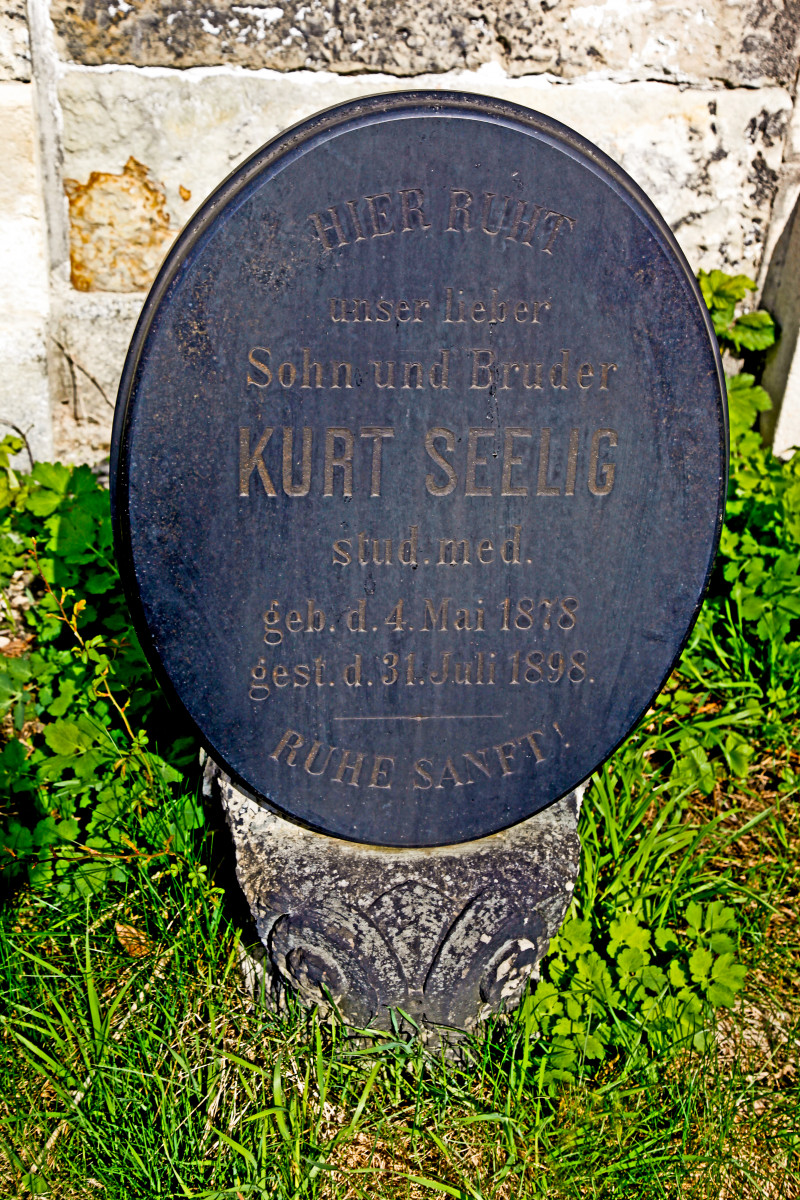 HIER RUHT
unser lieber
Sohn und Bruder
KURT SEELIG
stud.med.
geb. d. 4. Mai 1878
gest. d. 31. Juli 1898.
RUHE SANFT!